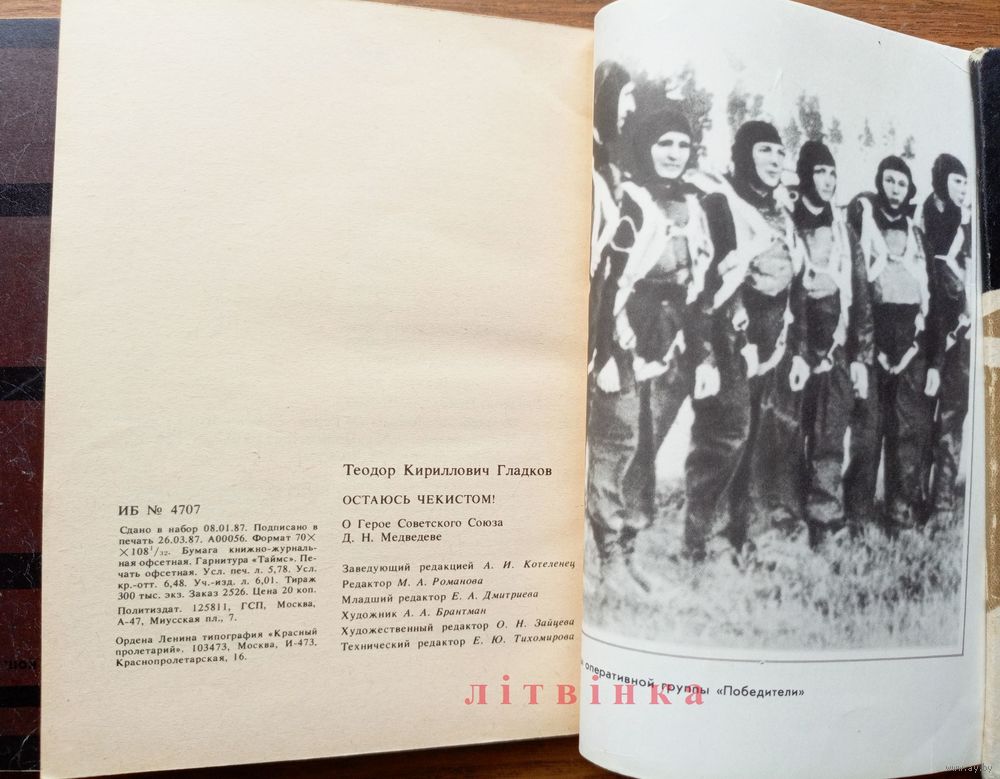 Теодор Кириллович Гладков
ОСТАЮСЬ ЧЕКИСТОМ!
О Герое Советского Союза
Д. Н. Медведеве
Заведующий редакцией А. И. Котеленец
Редактор М. А. Романова
Младший редактор Е. А. Дмитриева
Художник А. А. Брантман
Художественный редактор О. Н. Зайцева
Технический редактор Е. Ю. Тихомирова
ИБ № 4707
Сдано в набор 08.01.87. Подписано в
печать 26.03.87. А00056. Формат 70×
×108¹/₃₂. Бумага книжно-журналь-
ная офсетная. Гарнитура «Таймс». Пе-
чать офсетная. Усл. печ. л. 5,78. Усл.
кр.-отт. 6,48. Уч.-изд. л. 6,01. Тираж
300 тыс. экз. Заказ 2526. Цена 20 коп.
Политиздат. 125811, ГСП, Москва,
А-47, Миусская пл., 7.
Ордена Ленина типография «Красный
пролетарий». 103473, Москва, И-473,
Краснопролетарская, 16.
оперативной группы «Победители»
літвінка
www.ay.by
коп.